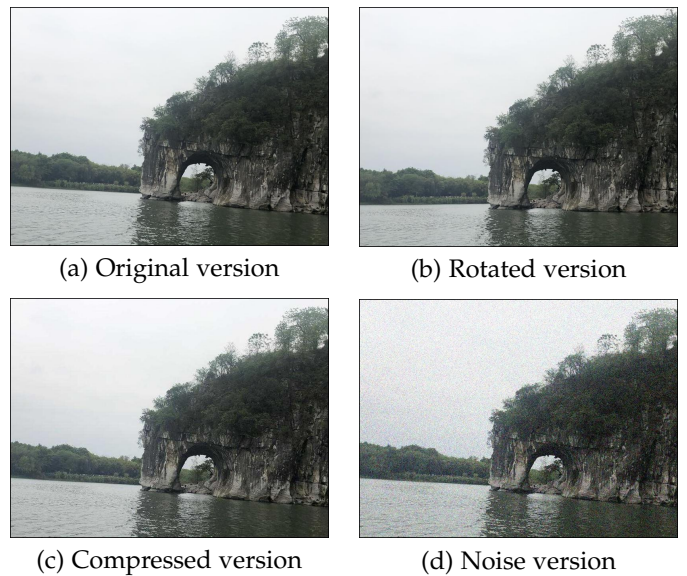 (a) Original version
(b) Rotated version
(c) Compressed version
(d) Noise version